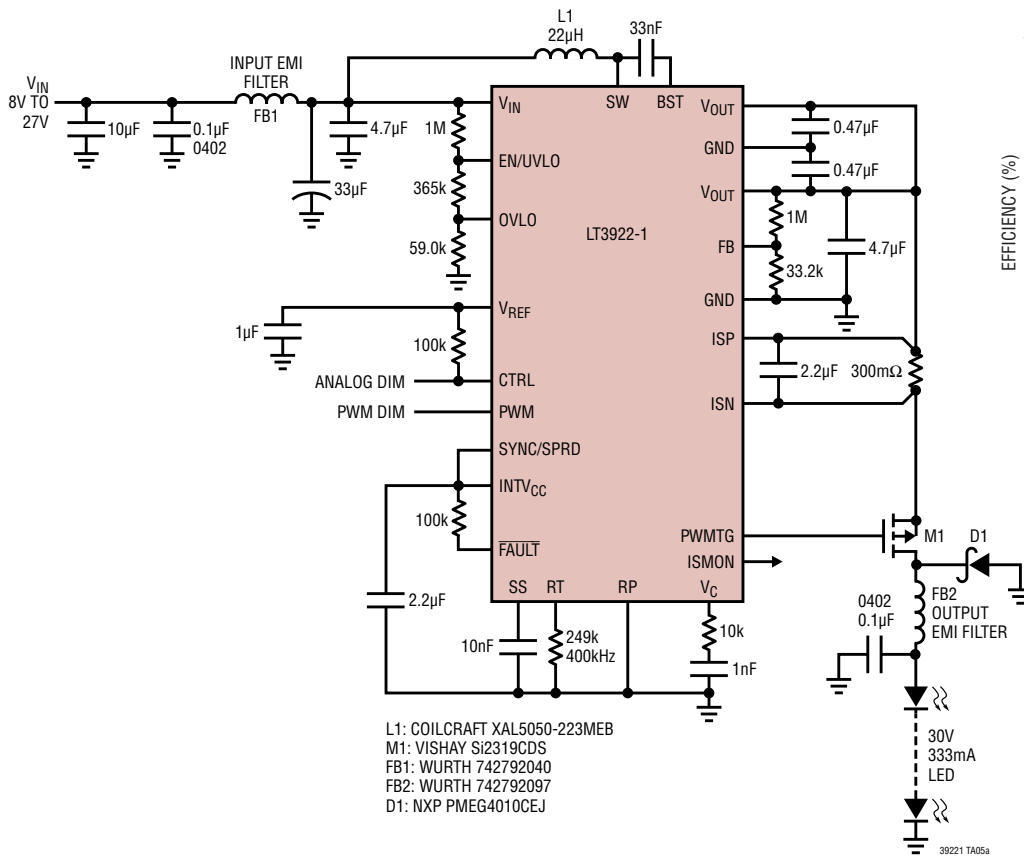 L1
22µH
33nF
V_IN
8V TO
27V
INPUT EMI
FILTER
FB1
10µF
0.1µF
0402
4.7µF
33µF
1M
365k
59.0k
1µF
100k
ANALOG DIM
PWM DIM
100k
2.2µF
V_IN
EN/UVLO
OVLO
V_REF
CTRL
PWM
SYNC/SPRD
INTV_CC
FAULT
SW
BST
LT3922-1
V_OUT
GND
V_OUT
FB
GND
ISP
ISN
PWMTG
ISMON
SS
RT
RP
V_C
0.47µF
0.47µF
1M
33.2k
4.7µF
2.2µF
300mΩ
M1
D1
FB2
OUTPUT
EMI FILTER
0402
0.1µF
30V
333mA
LED
10nF
249k
400kHz
10k
1nF
L1: COILCRAFT XAL5050-223MEB
M1: VISHAY Si2319CDS
FB1: WURTH 742792040
FB2: WURTH 742792097
D1: NXP PMEG4010CEJ
39221 TA05a
EFFICIENCY (%)